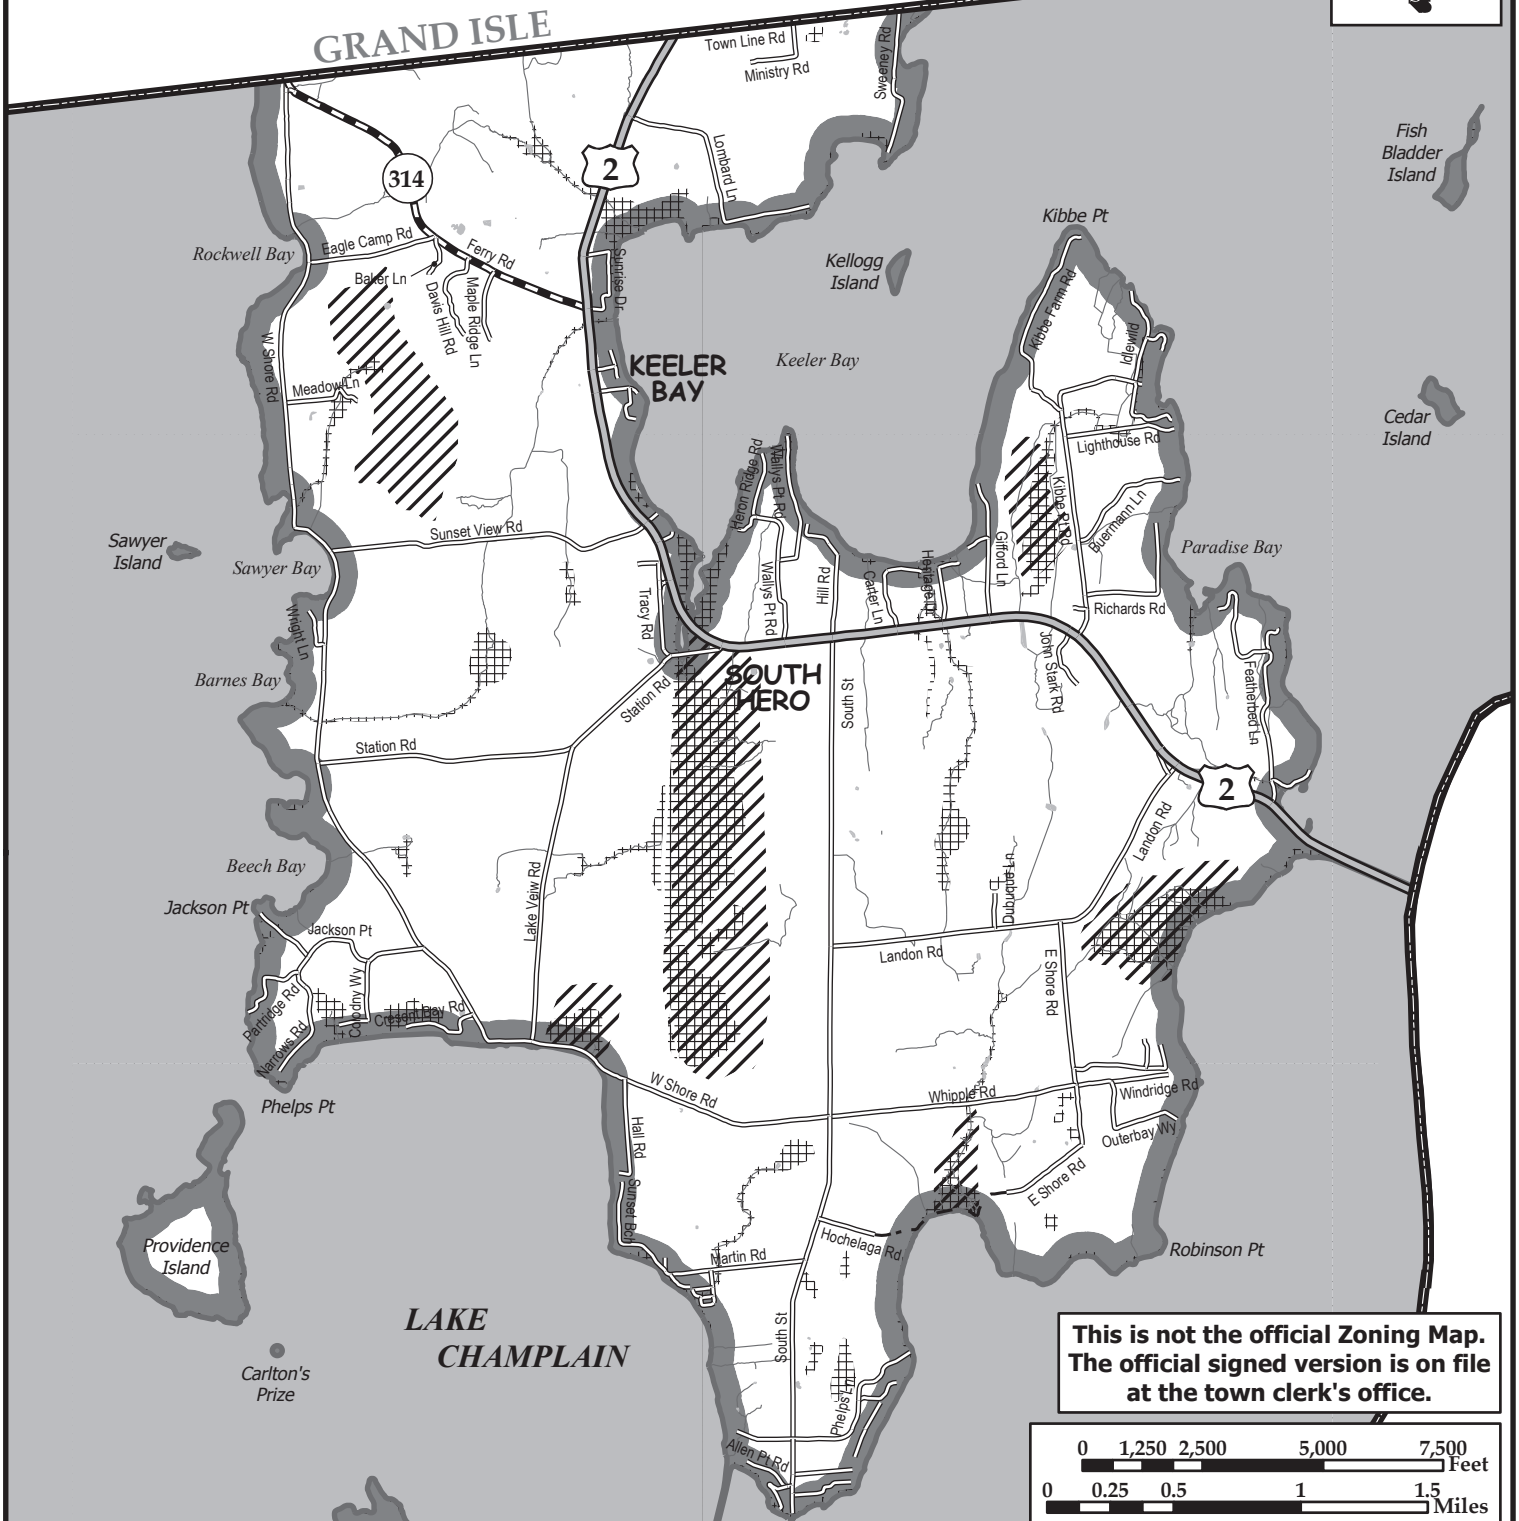 GRAND ISLE
Town Line Rd
Ministry Rd
Sweeney Rd
Fish
Bladder
Island
Lombard Ln
2
314
Kibbe Pt
Rockwell Bay
Eagle Camp Rd
Ferry Rd
Baker Ln
Davis Hill Rd
Maple Ridge Ln
Sunrise Dr
Kellogg
Island
Kibbe Farm Rd
Idlewild
W Shore Rd
KEELER
BAY
Keeler Bay
Meadow Ln
Cedar
Island
Lighthouse Rd
Heron Ridge Rd
Wallys Pt Rd
Kibbe Pt Rd
Buermann Ln
Sunset View Rd
Sawyer
Island
Sawyer Bay
Paradise Bay
Gifford Ln
Heritage Dr
Carter Ln
Hill Rd
Wallys Pt Rd
Tracy Rd
Richards Rd
Wright Ln
John Stark Rd
Featherbed Ln
Barnes Bay
SOUTH
HERO
Station Rd
South St
Station Rd
2
Landon Rd
Beech Bay
Lake Veiw Rd
Dubuque Ln
Jackson Pt
Jackson Pt
Landon Rd
E Shore Rd
Colodny Wy
Partridge Rd
Cresent Bay Rd
Narrows Rd
Phelps Pt
W Shore Rd
Whipple Rd
Windridge Rd
Outerbay Wy
Hall Rd
E Shore Rd
Sunset Bch
Providence
Island
Hochelaga Rd
Martin Rd
Robinson Pt
LAKE
CHAMPLAIN
South St
Carlton's
Prize
Phelps Ln
Allen Pt Rd
This is not the official Zoning Map.
The official signed version is on file
at the town clerk's office.
0 1,250 2,500 5,000 7,500
Feet
0 0.25 0.5 1 1.5
Miles